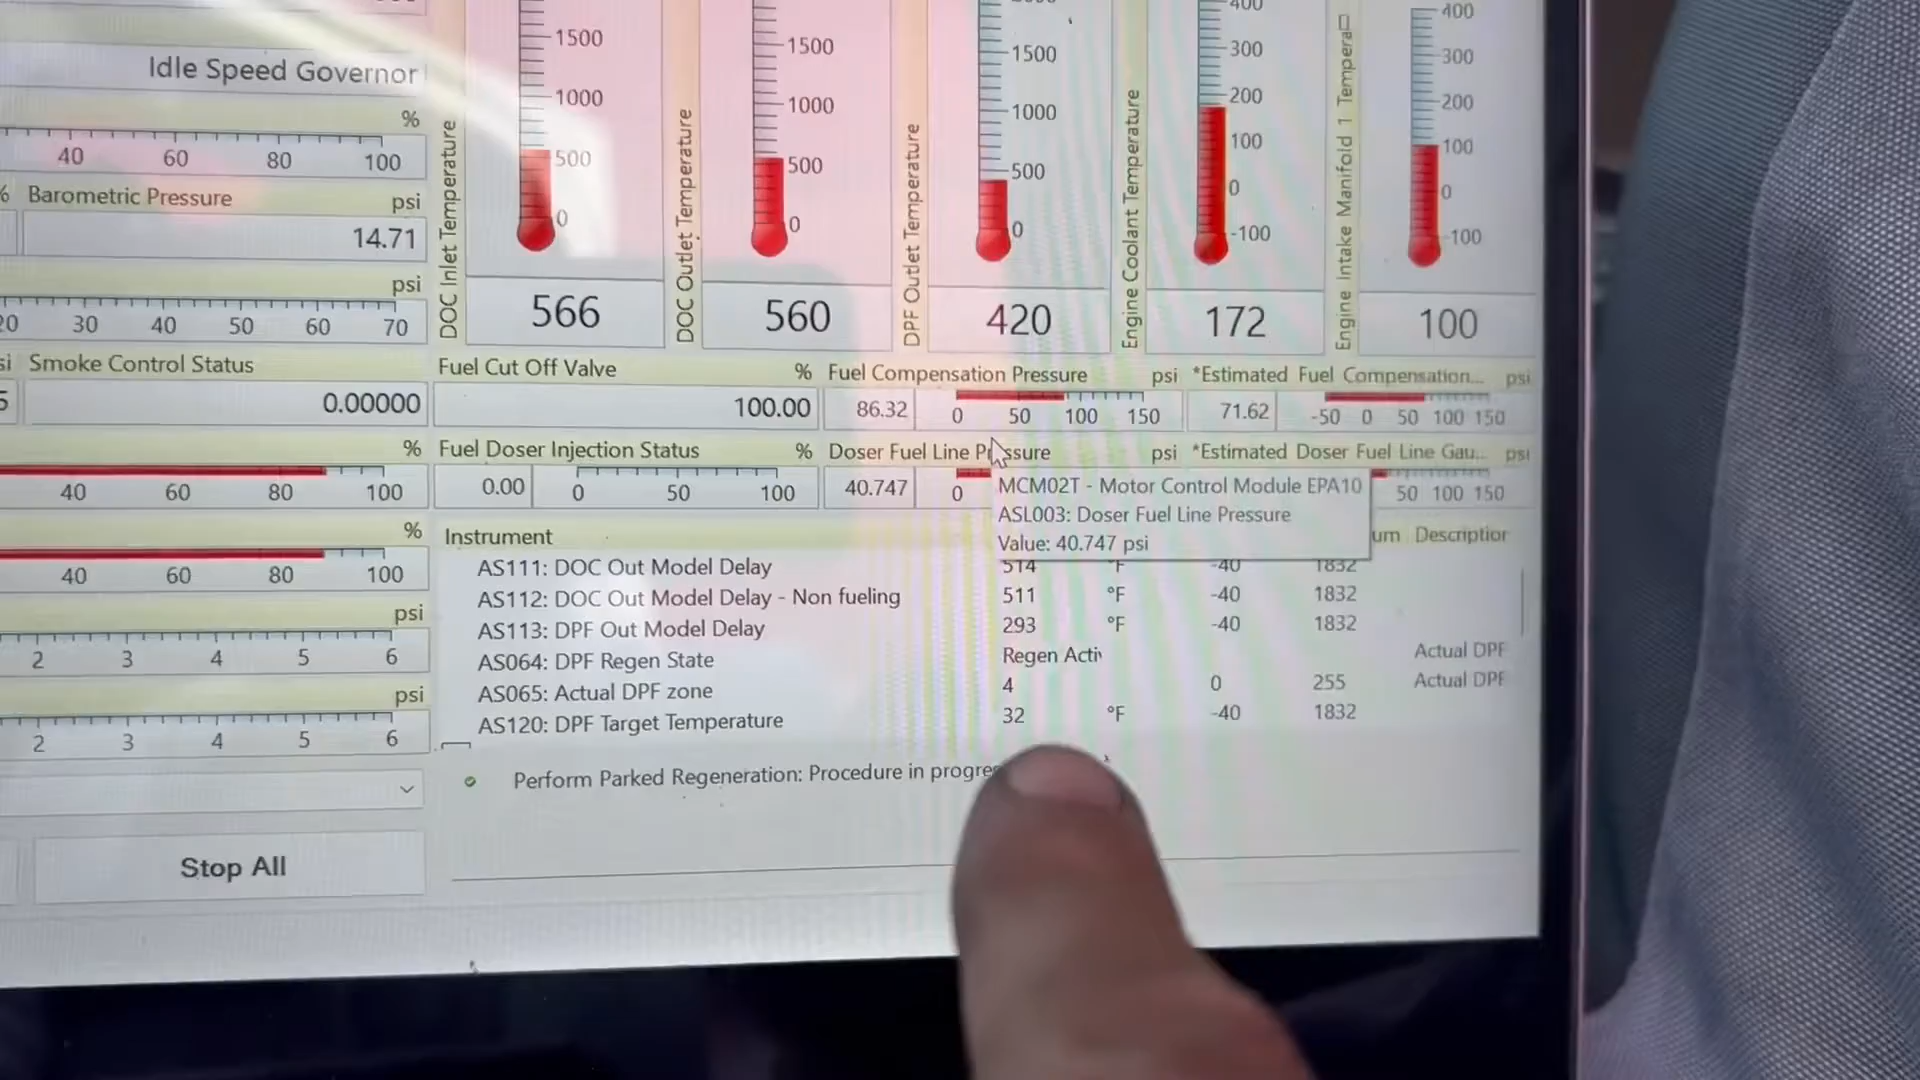 1500
1500
1500
400
400
Idle Speed Governor
300
300
1000
1000
1000
200
200
%
40 60 80 100
500
500
500
100
100
% Barometric Pressure psi
0
0
0
0
0
14.71
-100
-100
DOC Inlet Temperature
DOC Outlet Temperature
DPF Outlet Temperature
Engine Coolant Temperature
Engine Intake Manifold 1 Tempera
psi
30 40 50 60 70
566
560
420
172
100
Smoke Control Status
0.00000
Fuel Cut Off Valve %
100.00
Fuel Compensation Pressure psi
86.32 0 50 100 150
*Estimated Fuel Compensation... psi
71.62 -50 0 50 100 150
%
40 60 80 100
Fuel Doser Injection Status %
0.00 0 50 100
Doser Fuel Line Pressure psi
40.747 0
*Estimated Doser Fuel Line Gau... psi
50 100 150
MCM02T - Motor Control Module EPA10
ASL003: Doser Fuel Line Pressure
Value: 40.747 psi
%
40 60 80 100
Instrument um Description
AS111: DOC Out Model Delay 514 °F -40 1832
AS112: DOC Out Model Delay - Non fueling 511 °F -40 1832
AS113: DPF Out Model Delay 293 °F -40 1832
AS064: DPF Regen State Regen Activ Actual DPF
AS065: Actual DPF zone 4 0 255 Actual DPF
AS120: DPF Target Temperature 32 °F -40 1832
psi
2 3 4 5 6
psi
2 3 4 5 6
Perform Parked Regeneration: Procedure in progre
Stop All